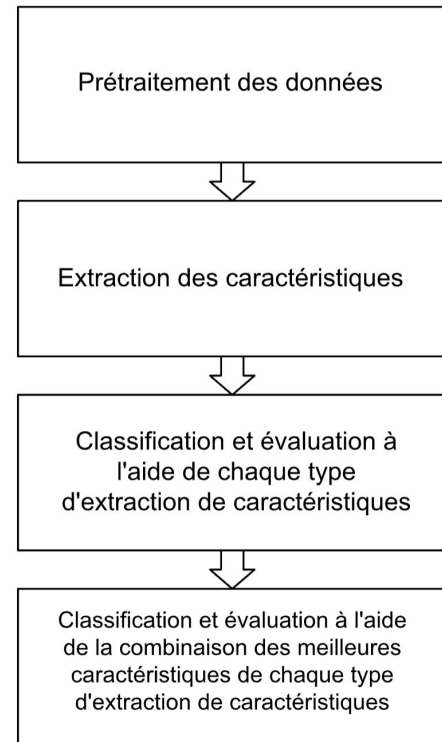 Prétraitement des données
Extraction des caractéristiques
Classification et évaluation à
l'aide de chaque type
d'extraction de caractéristiques
Classification et évaluation à l'aide
de la combinaison des meilleures
caractéristiques de chaque type
d'extraction de caractéristiques